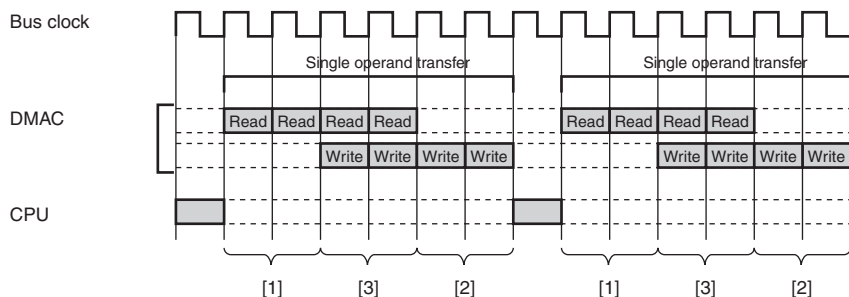 Bus clock
Single operand transfer Single operand transfer
DMAC
Read Read Read Read Read Read Read Read
Write Write Write Write Write Write Write Write
CPU
[1] [3] [2] [1] [3] [2]